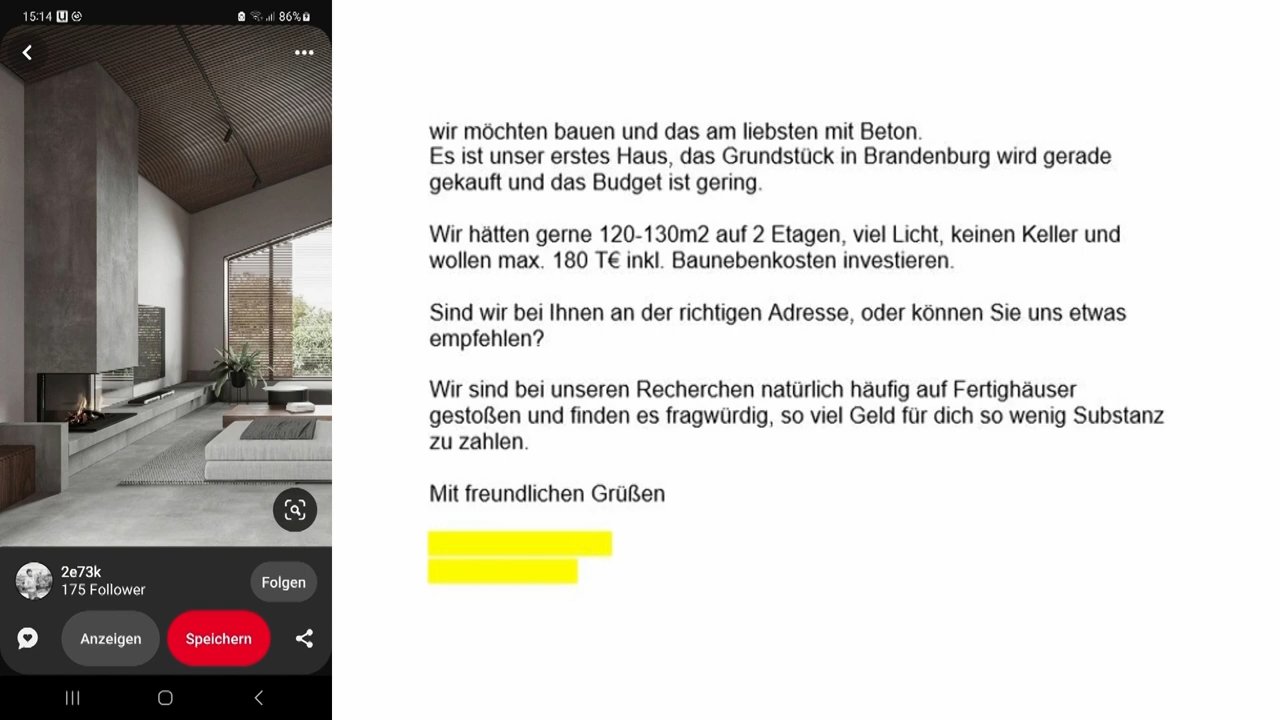 15:14
86%
2e73k
175 Follower
Folgen
Anzeigen
Speichern
wir möchten bauen und das am liebsten mit Beton.
Es ist unser erstes Haus, das Grundstück in Brandenburg wird gerade
gekauft und das Budget ist gering.
Wir hätten gerne 120-130m2 auf 2 Etagen, viel Licht, keinen Keller und
wollen max. 180 T€ inkl. Baunebenkosten investieren.
Sind wir bei Ihnen an der richtigen Adresse, oder können Sie uns etwas
empfehlen?
Wir sind bei unseren Recherchen natürlich häufig auf Fertighäuser
gestoßen und finden es fragwürdig, so viel Geld für dich so wenig Substanz
zu zahlen.
Mit freundlichen Grüßen